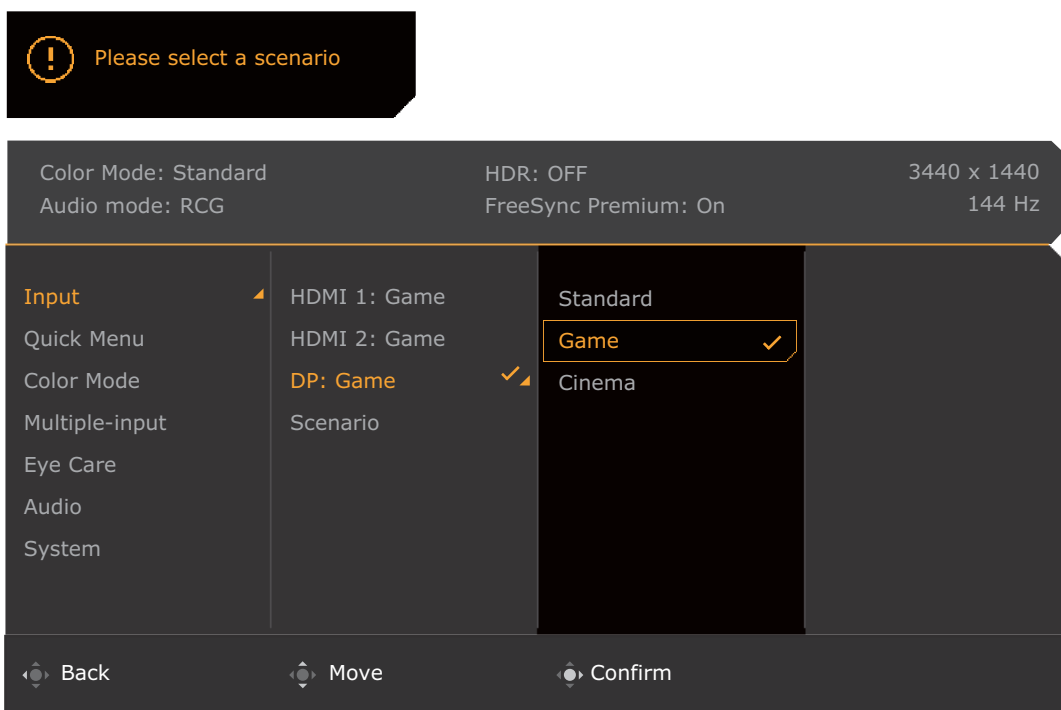 Please select a scenario
Color Mode: Standard
Audio mode: RCG
HDR: OFF
FreeSync Premium: On
3440 x 1440
144 Hz
Input
Quick Menu
Color Mode
Multiple-input
Eye Care
Audio
System
HDMI 1: Game
HDMI 2: Game
DP: Game
Scenario
Standard
Game
Cinema
Back
Move
Confirm